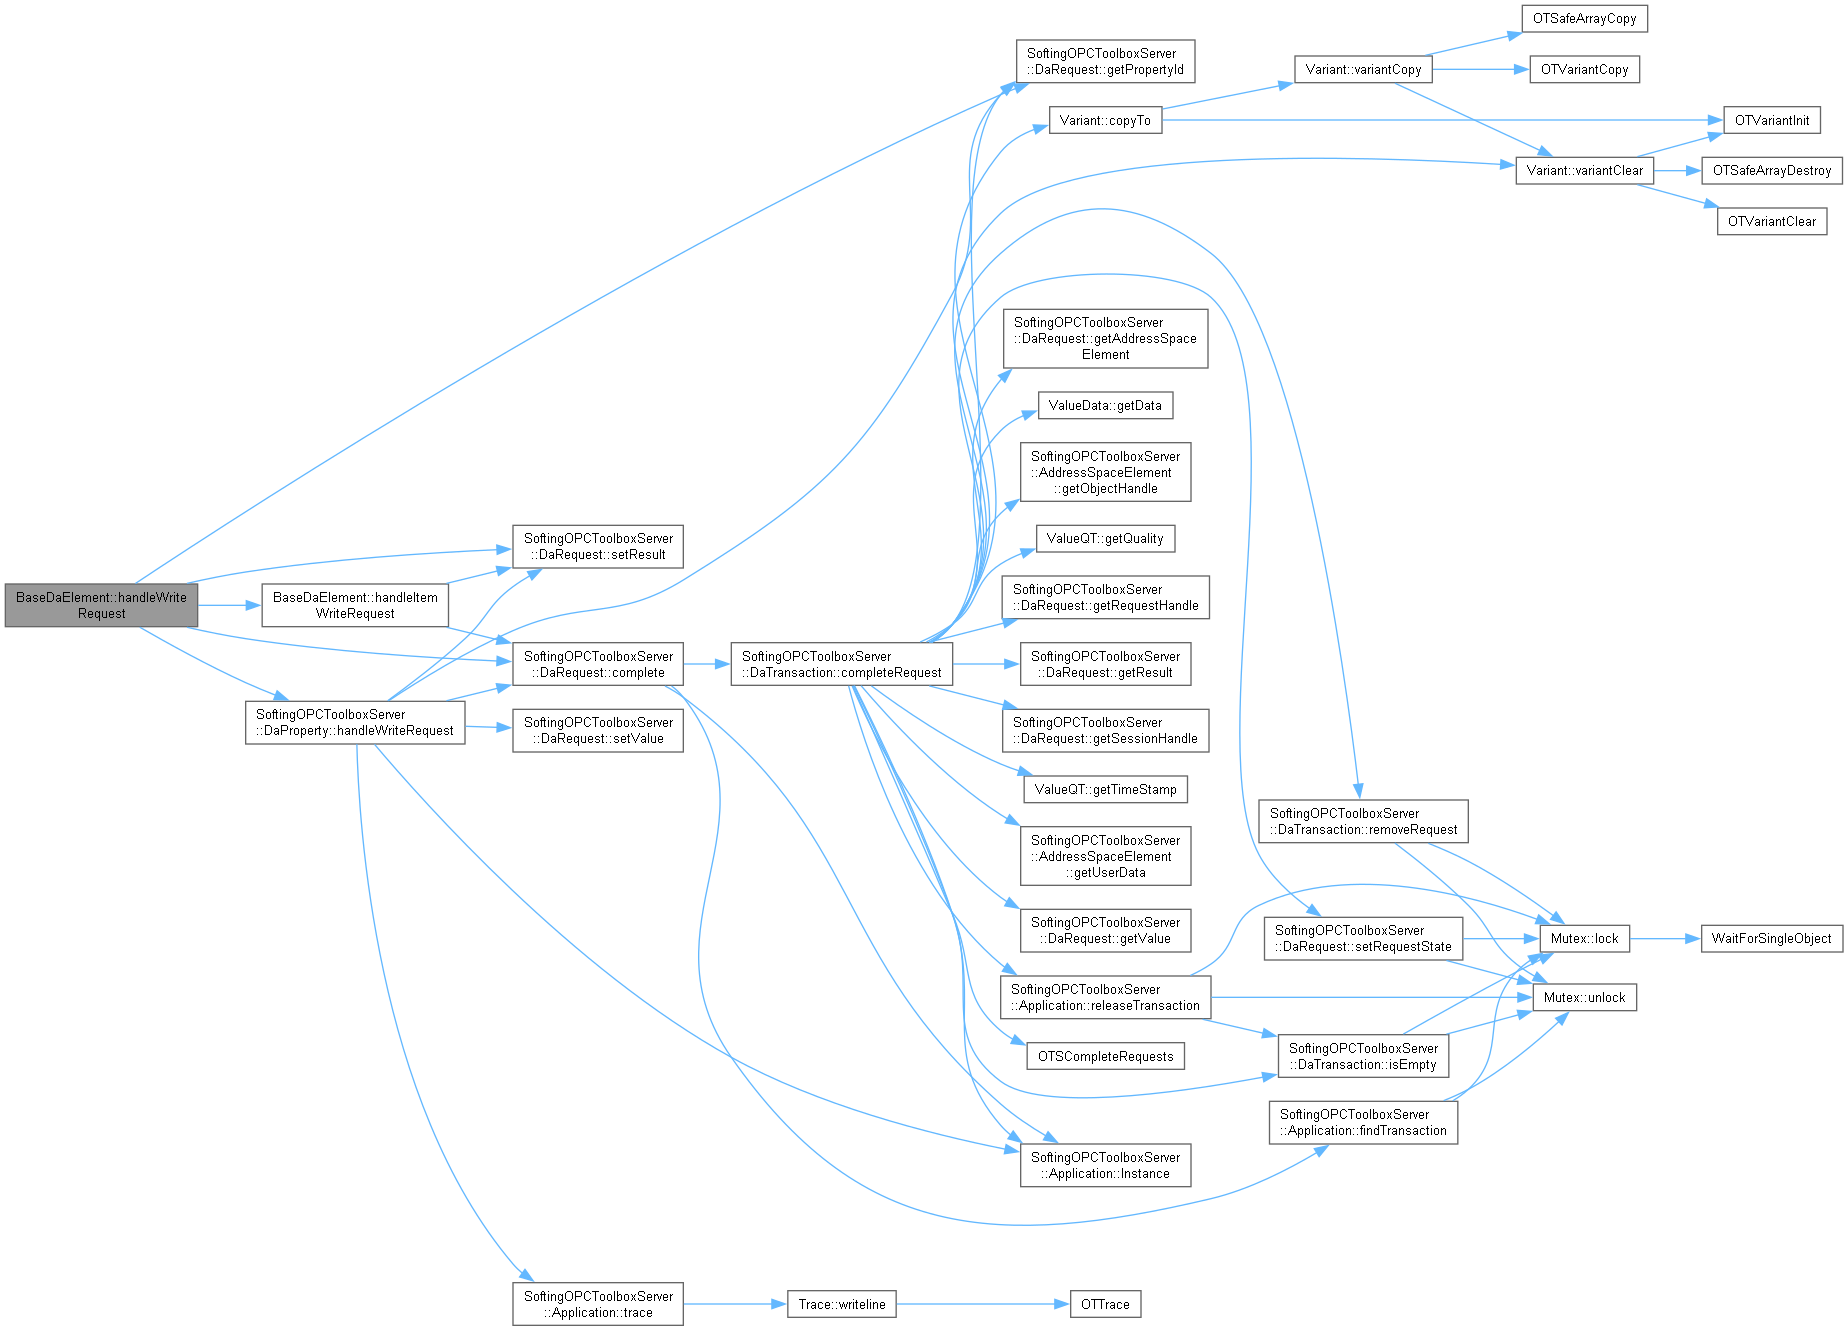 OTSafeArrayCopy
SoftingOPCToolboxServer
::DaRequest::getPropertyId
Variant::variantCopy
OTVariantCopy
Variant::copyTo
OTVariantInit
Variant::variantClear
OTSafeArrayDestroy
OTVariantClear
SoftingOPCToolboxServer
::DaRequest::getAddressSpace
Element
ValueData::getData
SoftingOPCToolboxServer
::AddressSpaceElement
::getObjectHandle
SoftingOPCToolboxServer
::DaRequest::setResult
ValueQT::getQuality
BaseDaElement::handleWrite
Request
BaseDaElement::handleItem
WriteRequest
SoftingOPCToolboxServer
::DaRequest::getRequestHandle
SoftingOPCToolboxServer
::DaRequest::complete
SoftingOPCToolboxServer
::DaTransaction::completeRequest
SoftingOPCToolboxServer
::DaRequest::getResult
SoftingOPCToolboxServer
::DaProperty::handleWriteRequest
SoftingOPCToolboxServer
::DaRequest::setValue
SoftingOPCToolboxServer
::DaRequest::getSessionHandle
ValueQT::getTimeStamp
SoftingOPCToolboxServer
::DaTransaction::removeRequest
SoftingOPCToolboxServer
::AddressSpaceElement
::getUserData
SoftingOPCToolboxServer
::DaRequest::getValue
SoftingOPCToolboxServer
::DaRequest::setRequestState
Mutex::lock
WaitForSingleObject
SoftingOPCToolboxServer
::Application::releaseTransaction
Mutex::unlock
OTSCompleteRequests
SoftingOPCToolboxServer
::DaTransaction::isEmpty
SoftingOPCToolboxServer
::Application::findTransaction
SoftingOPCToolboxServer
::Application::Instance
SoftingOPCToolboxServer
::Application::trace
Trace::writeline
OTTrace